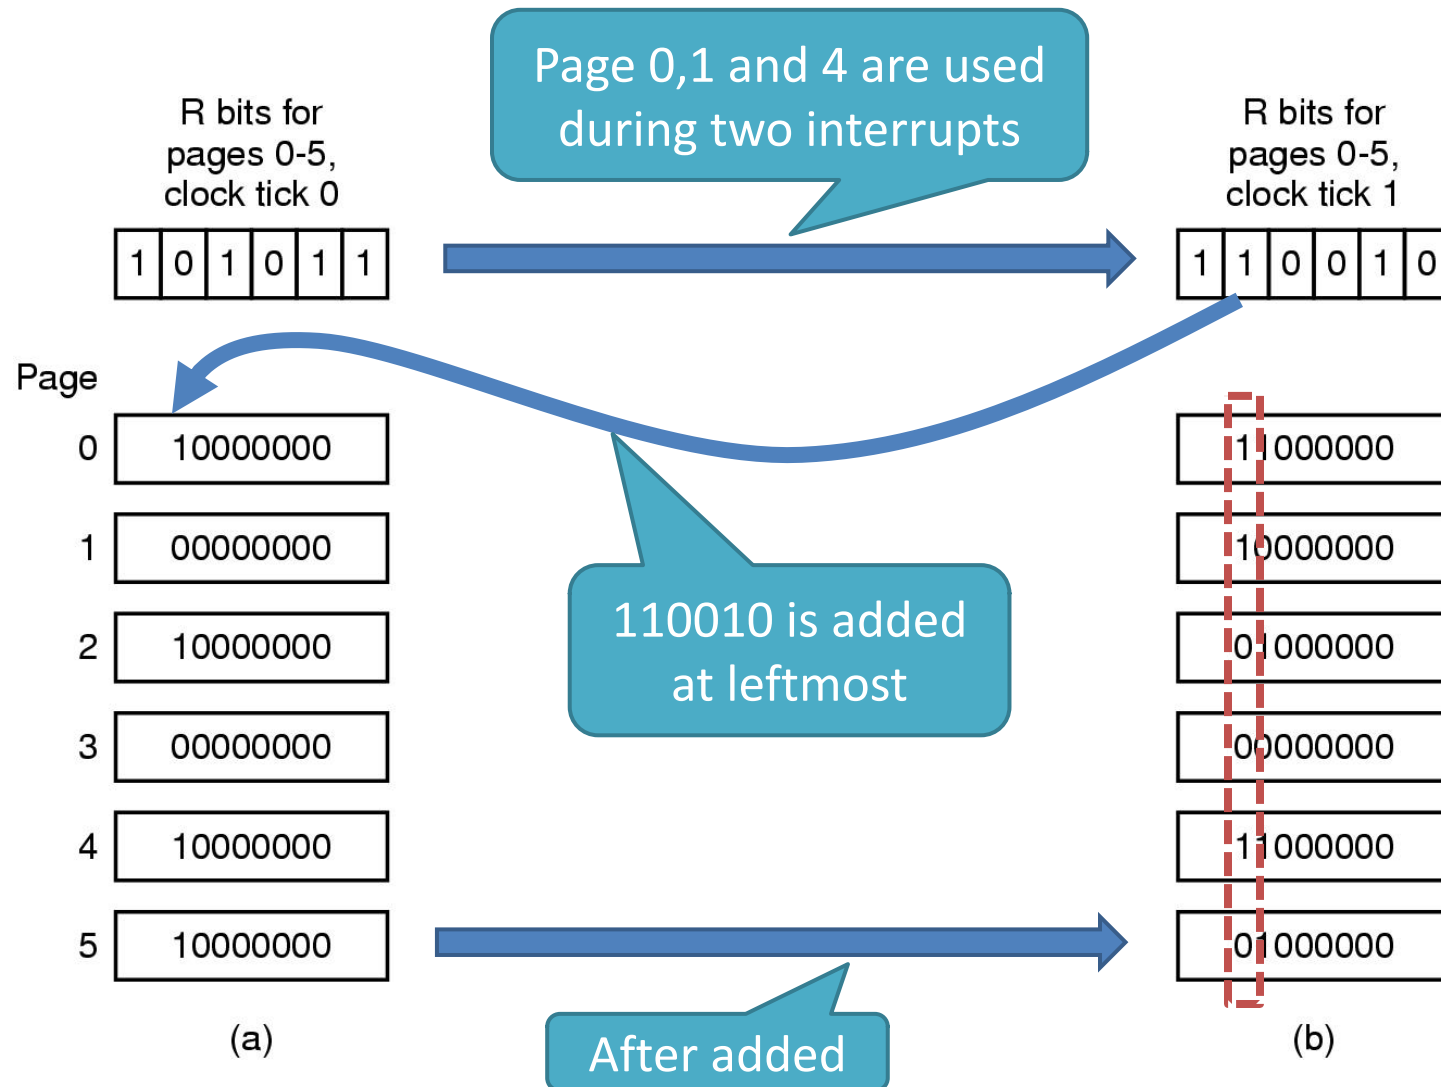 Page 0,1 and 4 are used
during two interrupts
R bits for
pages 0-5,
clock tick 0
1 0 1 0 1 1
R bits for
pages 0-5,
clock tick 1
1 1 0 0 1 0
Page
0 10000000
11000000
1 00000000
10000000
110010 is added
at leftmost
2 10000000
01000000
3 00000000
00000000
4 10000000
11000000
5 10000000
01000000
(a)
After added
(b)